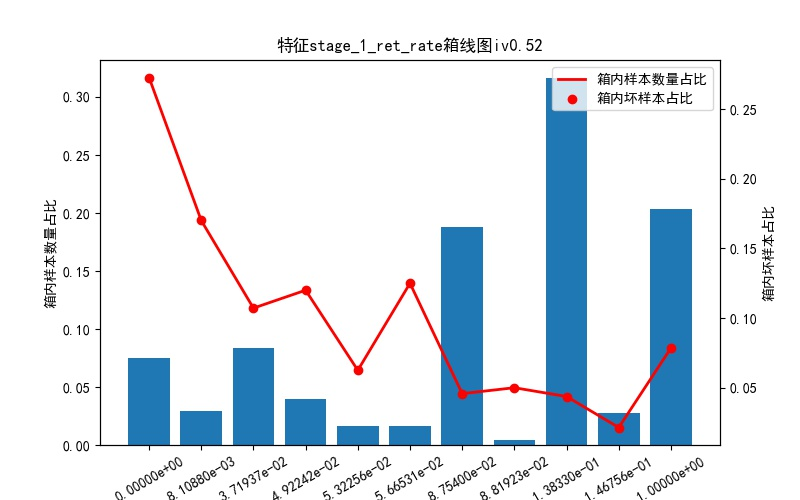 特征stage_1_ret_rate箱线图iv0.52
箱内样本数量占比
0.30
0.25
0.20
0.15
0.10
0.05
0.00
箱内样本数量占比
箱内坏样本占比
0.25
0.20
0.15
0.10
0.05
箱内坏样本占比
0.00000e+00
8.10880e-03
3.71937e-02
4.92242e-02
5.32256e-02
5.66531e-02
8.75400e-02
8.81923e-02
1.38330e-01
1.46756e-01
1.00000e+00